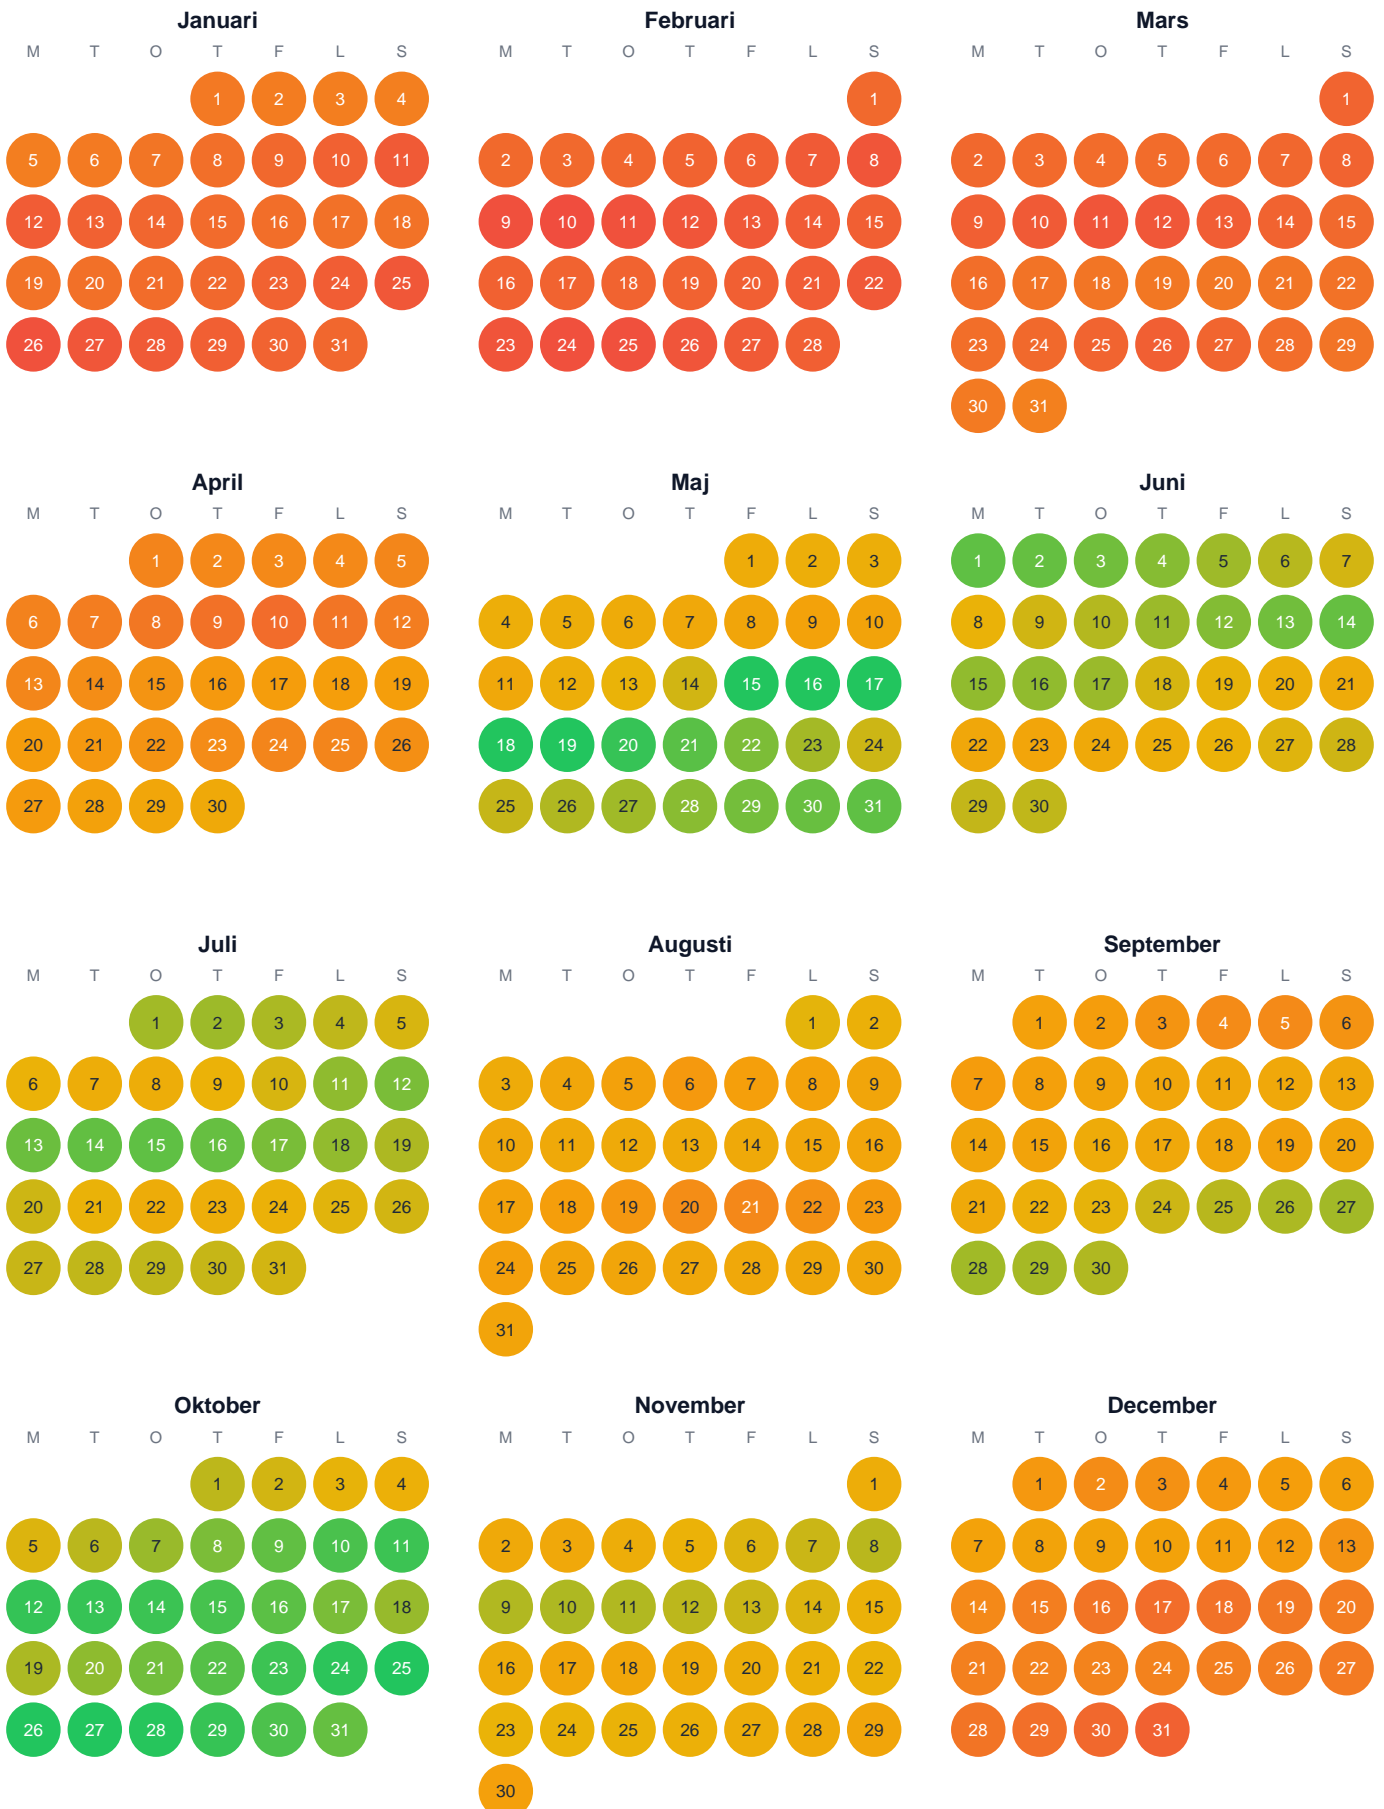 Januari Februari Mars
M T O T F L S M T O T F L S M T O T F L S
1 2 3 4 1 1
5 6 7 8 9 10 11 2 3 4 5 6 7 8 2 3 4 5 6 7 8
12 13 14 15 16 17 18 9 10 11 12 13 14 15 9 10 11 12 13 14 15
19 20 21 22 23 24 25 16 17 18 19 20 21 22 16 17 18 19 20 21 22
26 27 28 29 30 31 23 24 25 26 27 28 23 24 25 26 27 28 29
30 31
April Maj Juni
M T O T F L S M T O T F L S M T O T F L S
1 2 3 4 5 1 2 3 1 2 3 4 5 6 7
6 7 8 9 10 11 12 4 5 6 7 8 9 10 8 9 10 11 12 13 14
13 14 15 16 17 18 19 11 12 13 14 15 16 17 15 16 17 18 19 20 21
20 21 22 23 24 25 26 18 19 20 21 22 23 24 22 23 24 25 26 27 28
27 28 29 30 25 26 27 28 29 30 31 29 30
Juli Augusti September
M T O T F L S M T O T F L S M T O T F L S
1 2 3 4 5 1 2 1 2 3 4 5 6
6 7 8 9 10 11 12 3 4 5 6 7 8 9 7 8 9 10 11 12 13
13 14 15 16 17 18 19 10 11 12 13 14 15 16 14 15 16 17 18 19 20
20 21 22 23 24 25 26 17 18 19 20 21 22 23 21 22 23 24 25 26 27
27 28 29 30 31 24 25 26 27 28 29 30 28 29 30
31
Oktober November December
M T O T F L S M T O T F L S M T O T F L S
1 2 3 4 1 1 2 3 4 5 6
5 6 7 8 9 10 11 2 3 4 5 6 7 8 7 8 9 10 11 12 13
12 13 14 15 16 17 18 9 10 11 12 13 14 15 14 15 16 17 18 19 20
19 20 21 22 23 24 25 16 17 18 19 20 21 22 21 22 23 24 25 26 27
26 27 28 29 30 31 23 24 25 26 27 28 29 28 29 30 31
30